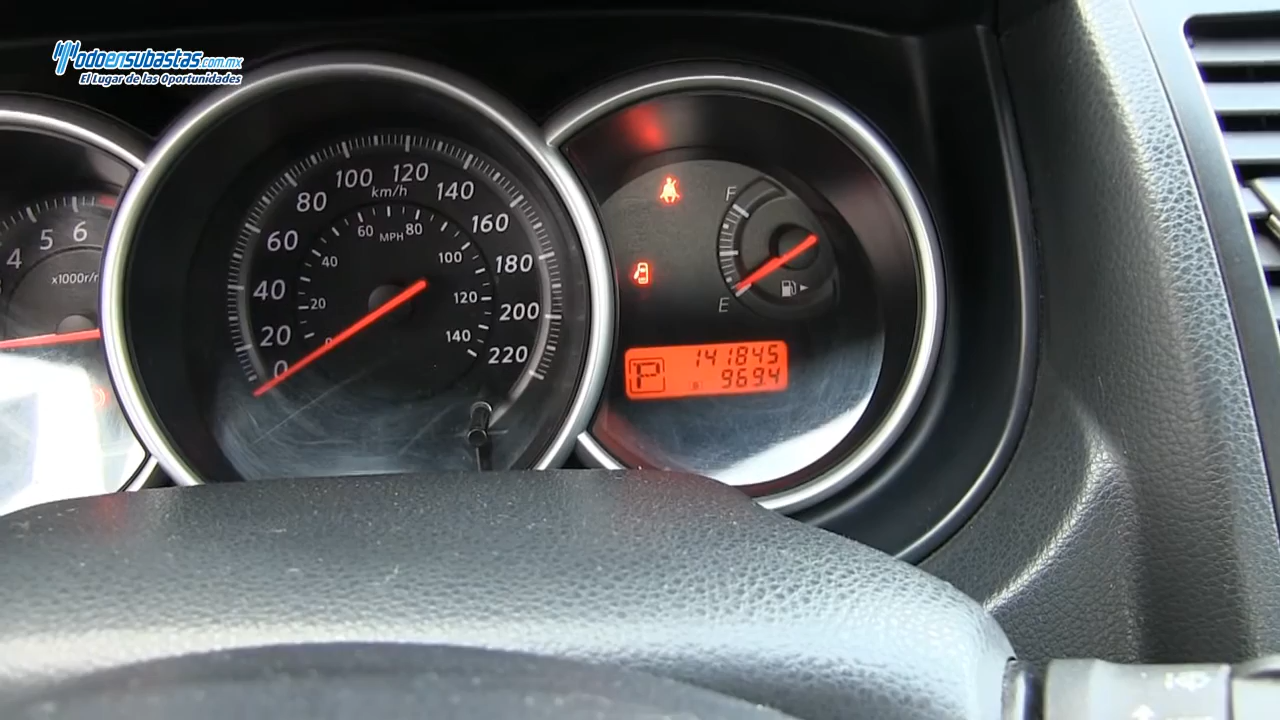 Todoensubastas.com.mx
El Lugar de las Oportunidades
4 5 6
x1000r/
0 20 40 60 80 100 120 140 160 180 200 220
km/h
20 40 60 80 100 120 140
MPH
F
E
P
141845
969.4